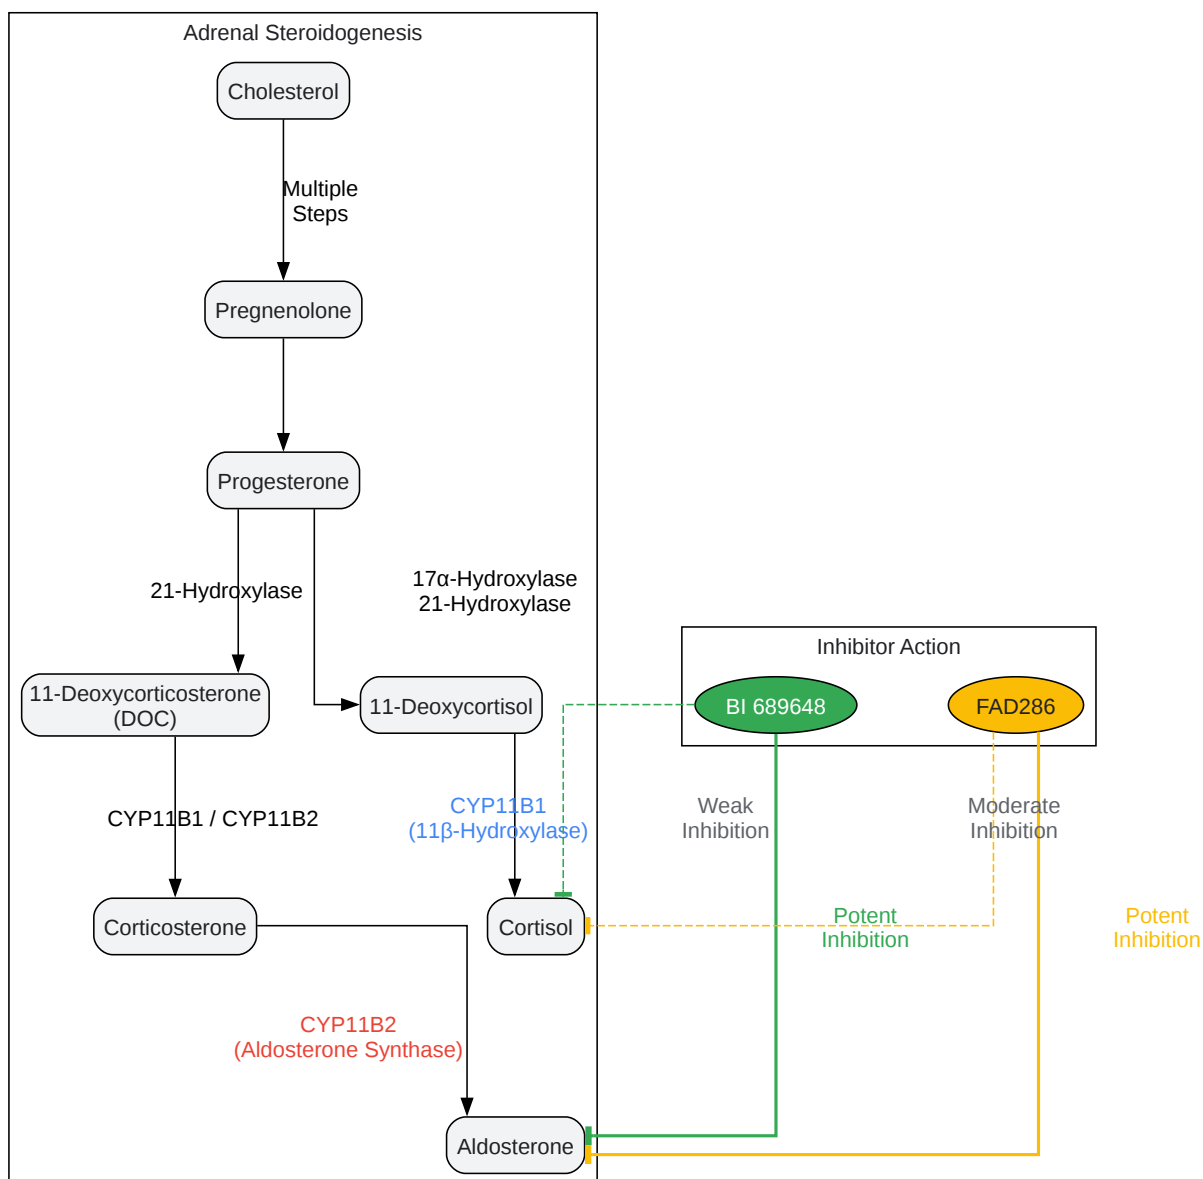 Adrenal Steroidogenesis
Cholesterol
Multiple
Steps
Pregnenolone
Progesterone
21-Hydroxylase
17α-Hydroxylase
21-Hydroxylase
11-Deoxycorticosterone
(DOC)
11-Deoxycortisol
CYP11B1 / CYP11B2
CYP11B1
(11β-Hydroxylase)
Corticosterone
Cortisol
CYP11B2
(Aldosterone Synthase)
Aldosterone
Inhibitor Action
BI 689648
FAD286
Weak
Inhibition
Moderate
Inhibition
Potent
Inhibition
Potent
Inhibition